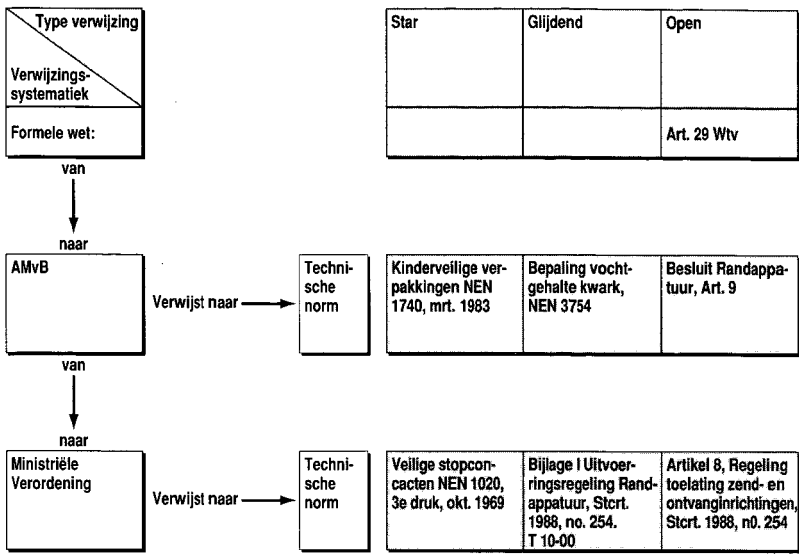 Type verwijzing
Verwijzings-
systematiek
Formele wet:
Star
Glijdend
Open
Art. 29 Wtv
van
naar
AMvB
Verwijst naar
Techni-
sche
norm
Kinderveilige ver-
pakkingen NEN
1740, mrt. 1983
Bepaling vocht-
gehalte kwark,
NEN 3754
Besluit Randappa-
tuur, Art. 9
van
naar
Ministriële
Verordening
Verwijst naar
Techni-
sche
norm
Veilige stopcon-
cacten NEN 1020,
3e druk, okt. 1969
Bijlage I Uitvoer-
ringsregeling Rand-
appatuur, Stcrt.
1988, no. 254.
T 10-00
Artikel 8, Regeling
toelating zend- en
ontvanginrichtingen,
Stcrt. 1988, n0. 254